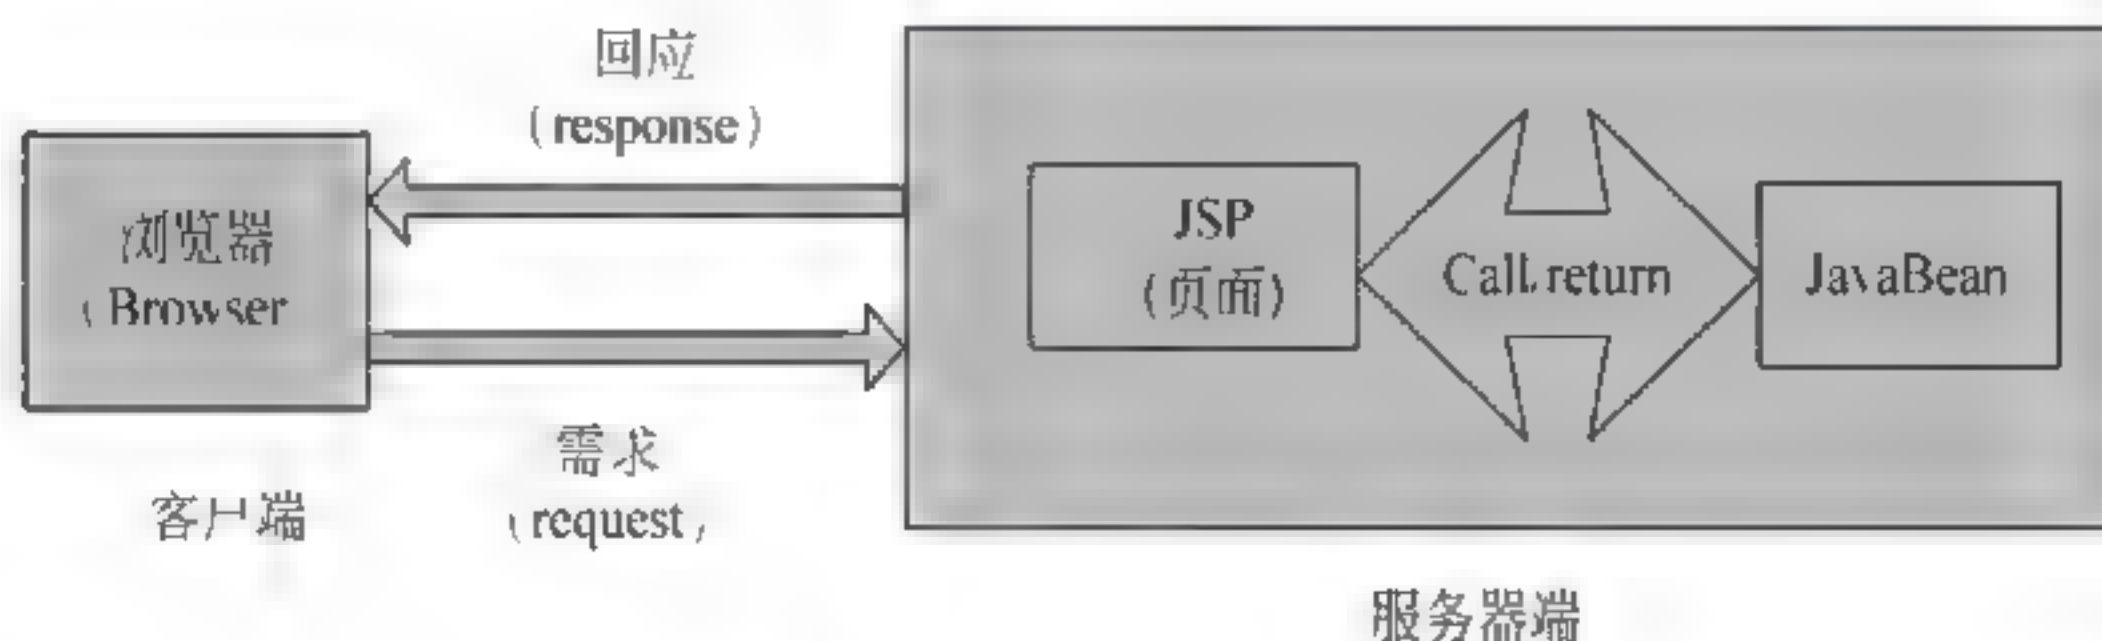 回应
(response)
浏览器
(Browser
JSP
(页面)
Call, return
JavaBean
需求
(request)
客户端
服务器端